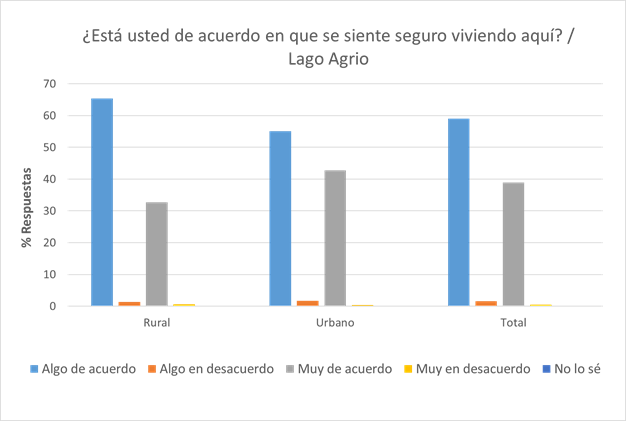 ¿Está usted de acuerdo en que se siente seguro viviendo aquí? /
Lago Agrio
% Respuestas
70
60
50
40
30
20
10
0
Rural Urbano Total
Algo de acuerdo Algo en desacuerdo Muy de acuerdo Muy en desacuerdo No lo sé